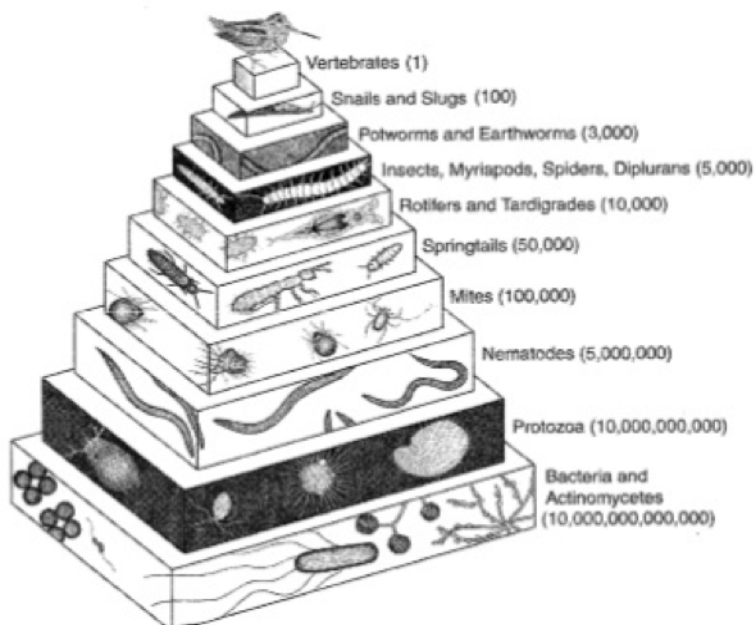 Vertebrates (1)
Snails and Slugs (100)
Potworms and Earthworms (3,000)
Insects, Myriapods, Spiders, Diplurans (5,000)
Rotifers and Tardigrades (10,000)
Springtails (50,000)
Mites (100,000)
Nematodes (5,000,000)
Protozoa (10,000,000,000)
Bacteria and
Actinomycetes
(10,000,000,000,000)